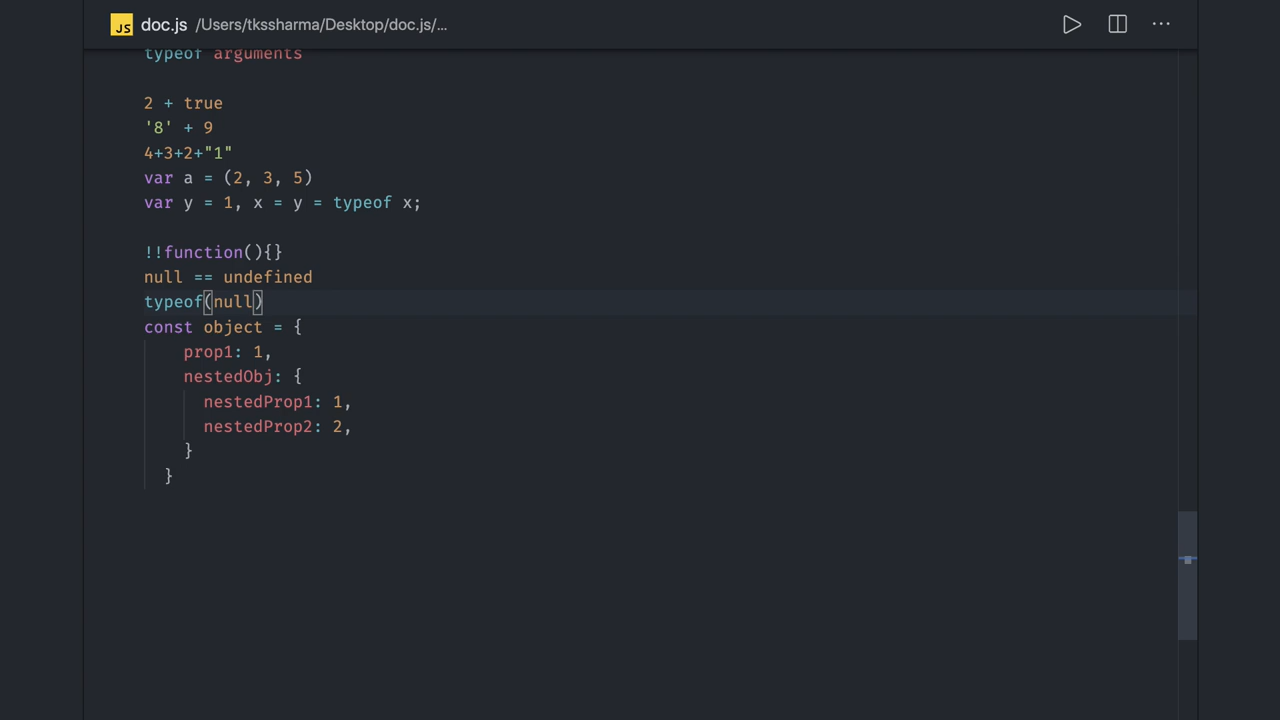 JS doc.js /Users/tkssharma/Desktop/doc.js/...
typeof arguments
2 + true
'8' + 9
4+3+2+"1"
var a = (2, 3, 5)
var y = 1, x = y = typeof x;
!!function(){}
null == undefined
typeof(null)
const object = {
prop1: 1,
nestedObj: {
nestedProp1: 1,
nestedProp2: 2,
}
}